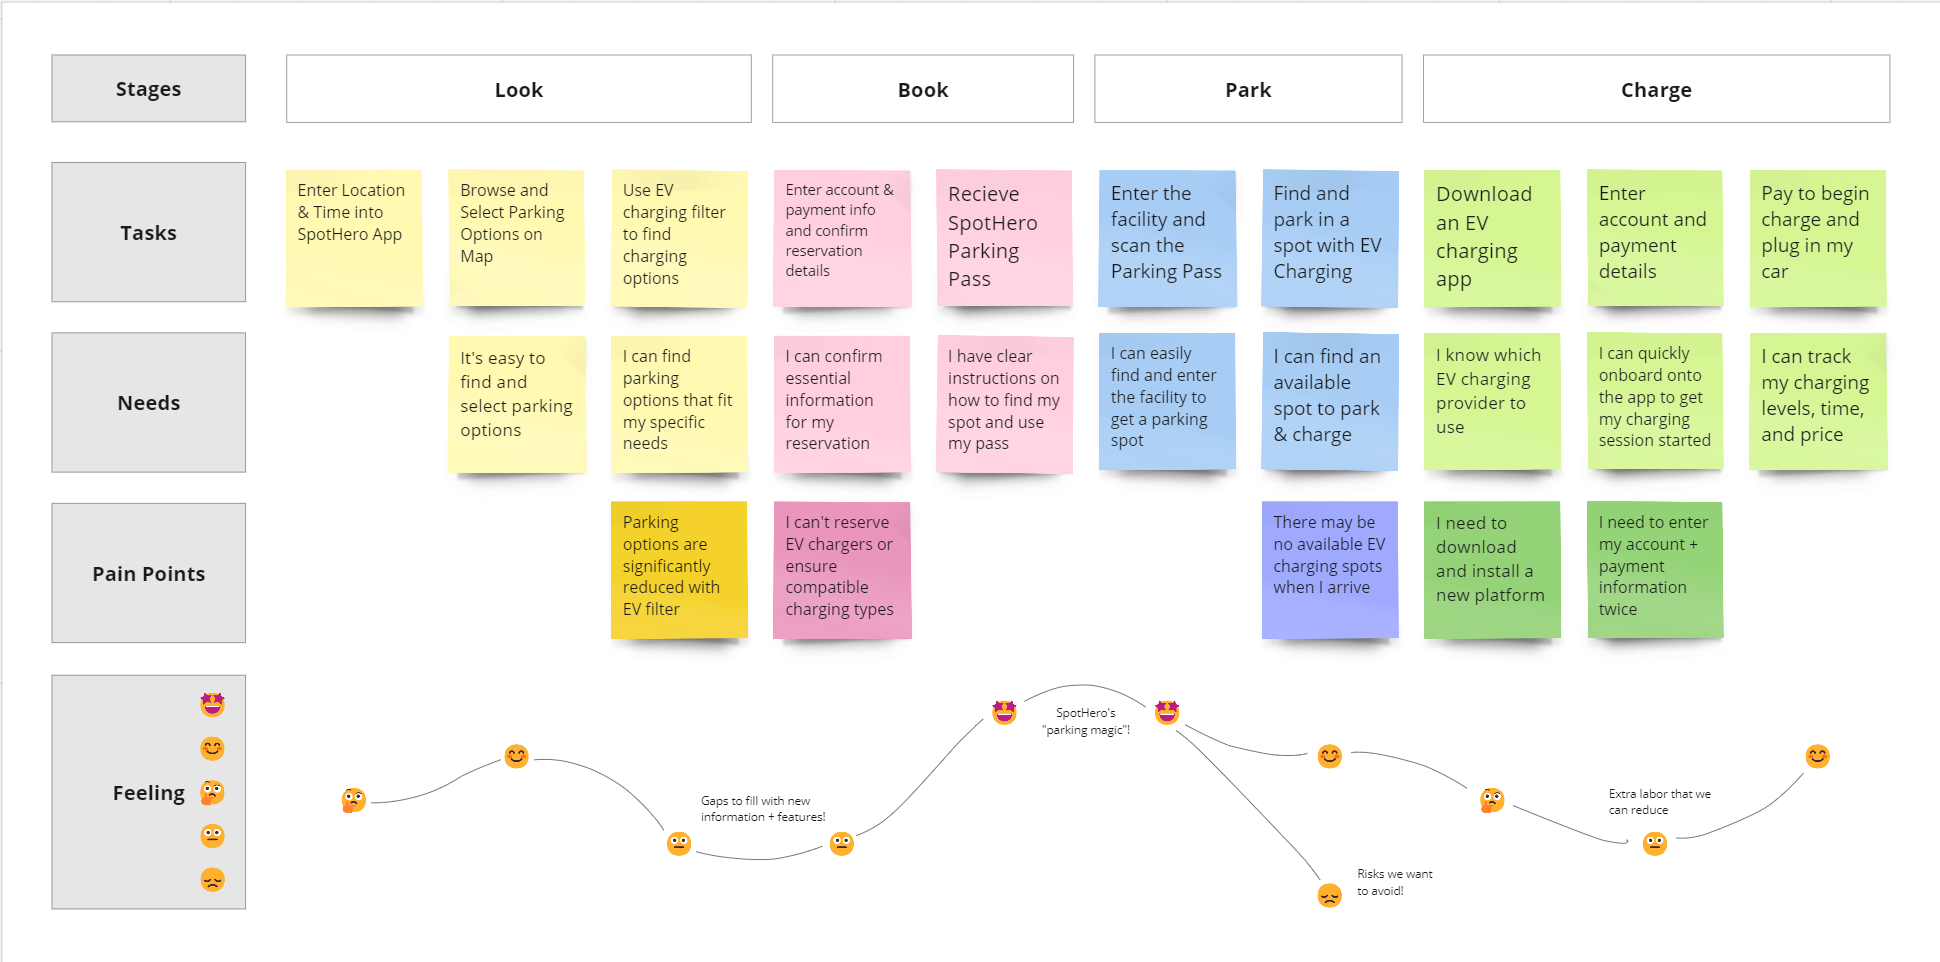 Stages
Look
Book
Park
Charge
Tasks
Enter Location
& Time into
SpotHero App
Browse and
Select Parking
Options on
Map
Use EV
charging filter
to find
charging
options
Enter account &
payment info
and confirm
reservation
details
Recieve
SpotHero
Parking
Pass
Enter the
facility and
scan the
Parking Pass
Find and
park in a
spot with EV
Charging
Download
an EV
charging
app
Enter
account and
payment
details
Pay to begin
charge and
plug in my
car
Needs
It's easy to
find and
select parking
options
I can find
parking
options that fit
my specific
needs
I can confirm
essential
information
for my
reservation
I have clear
instructions on
how to find my
spot and use
my pass
I can easily
find and enter
the facility to
get a parking
spot
I can find an
available
spot to park
& charge
I know which
EV charging
provider to
use
I can quickly
onboard onto
the app to get
my charging
session started
I can track
my charging
levels, time,
and price
Pain Points
Parking
options are
significantly
reduced with
EV filter
I can't reserve
EV chargers or
ensure
compatible
charging types
There may be
no available EV
charging spots
when I arrive
I need to
download
and install a
new platform
I need to enter
my account +
payment
information
twice
Feeling
Gaps to fill with new
information + features!
SpotHero's
"parking magic"!
Risks we want
to avoid!
Extra labor that we
can reduce